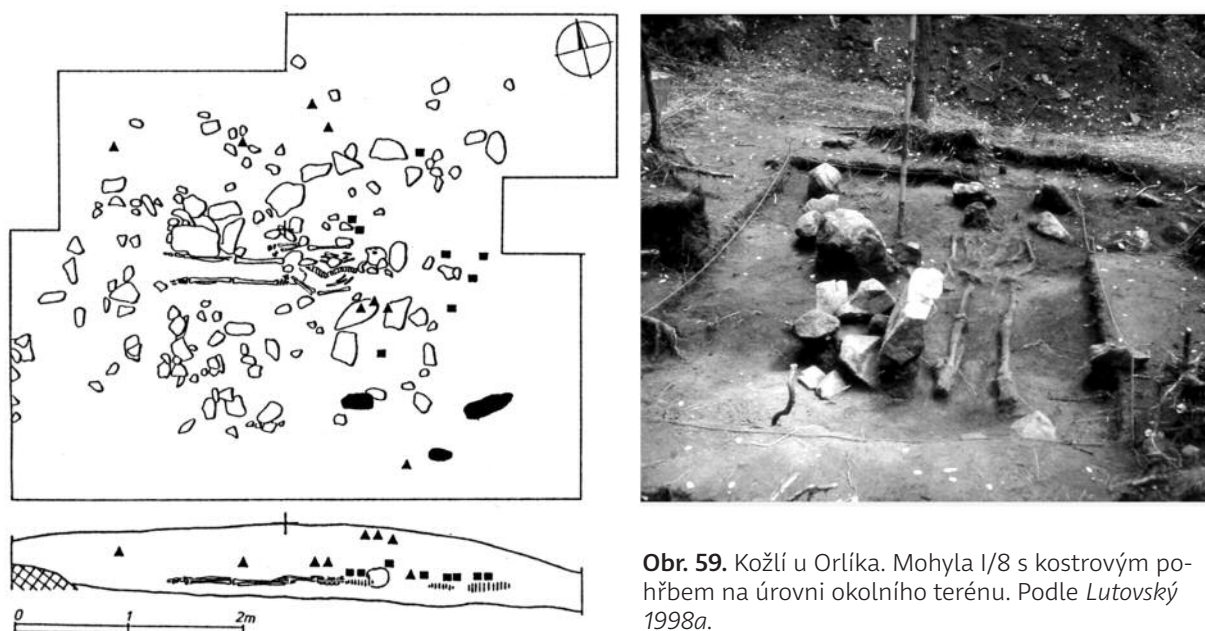 0 1 2m
Obr. 59. Kožlí u Orlíka. Mohyla I/8 s kostrovým po-
hřbem na úrovni okolního terénu. Podle Lutovský
1998a.